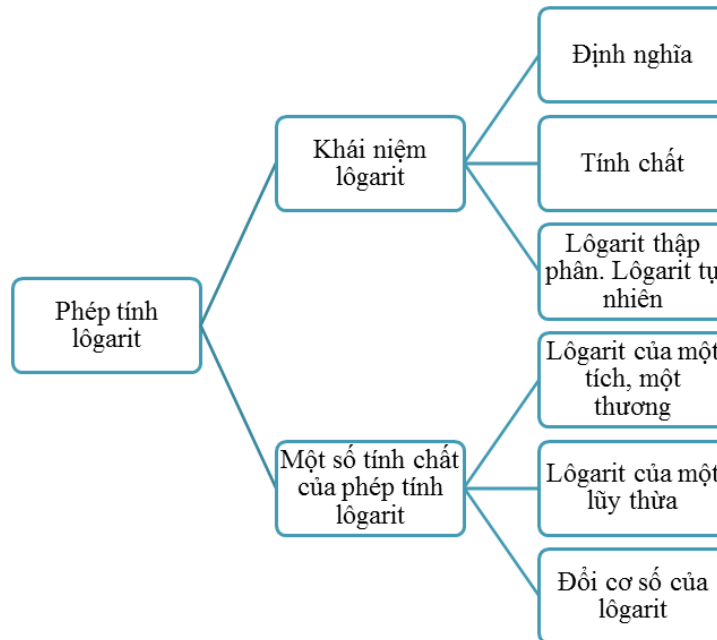 Phép tính
lôgarit
Khái niệm
lôgarit
Định nghĩa
Tính chất
Lôgarit thập
phân. Lôgarit tự
nhiên
Một số tính chất
của phép tính
lôgarit
Lôgarit của một
tích, một
thương
Lôgarit của một
lũy thừa
Đổi cơ số của
lôgarit